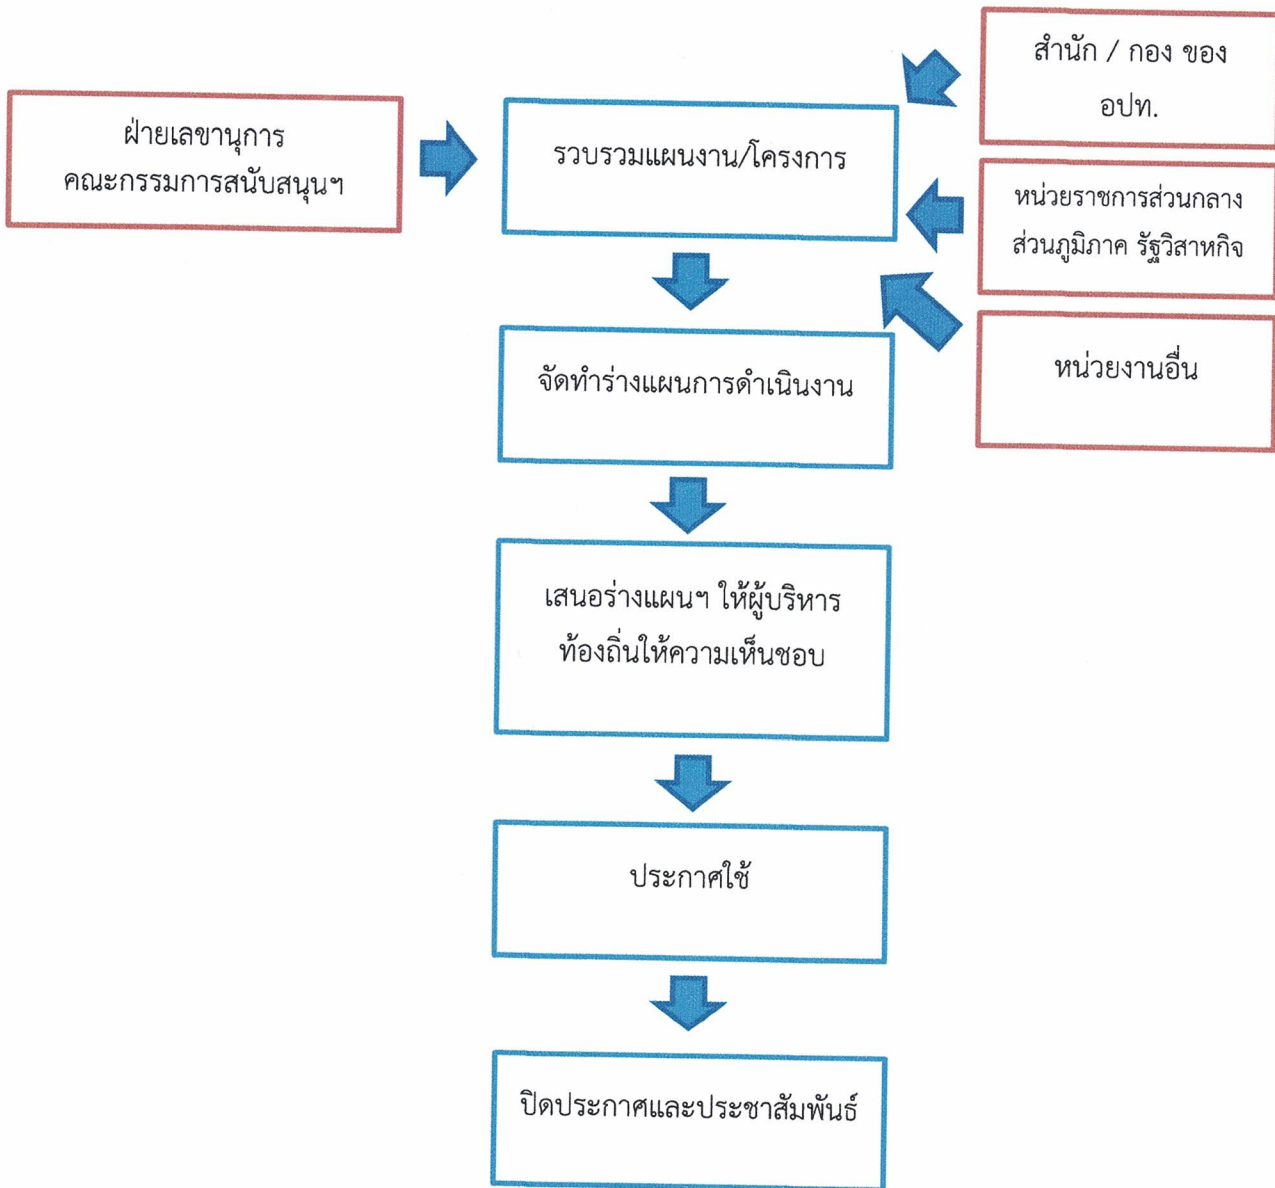 สำนัก / กอง ของ
อปท.
ฝ่ายเลขานุการ
คณะกรรมการสนับสนุนฯ
รวบรวมแผนงาน/โครงการ
หน่วยราชการส่วนกลาง
ส่วนภูมิภาค รัฐวิสาหกิจ
หน่วยงานอื่น
จัดทำร่างแผนการดำเนินงาน
เสนอร่างแผนฯ ให้ผู้บริหาร
ท้องถิ่นให้ความเห็นชอบ
ประกาศใช้
ปิดประกาศและประชาสัมพันธ์